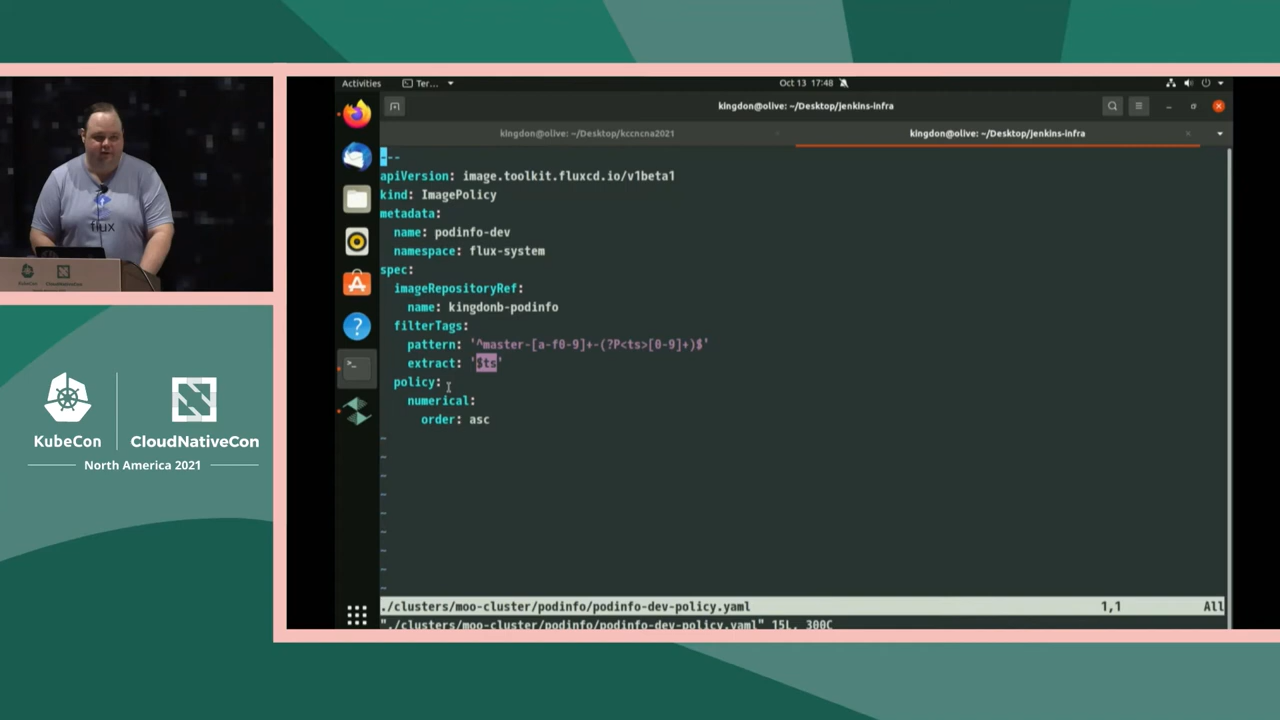 Activities
Ter...
Oct 13 17:48
kingdon@olive: ~/Desktop/jenkins-infra
kingdon@olive: ~/Desktop/kccncna2021
kingdon@olive: ~/Desktop/jenkins-infra
---
apiVersion: image.toolkit.fluxcd.io/v1beta1
kind: ImagePolicy
metadata:
  name: podinfo-dev
  namespace: flux-system
spec:
  imageRepositoryRef:
    name: kingdonb-podinfo
  filterTags:
    pattern: '^master-[a-f0-9]+-(?P<ts>[0-9]+)$'
    extract: '$ts'
  policy:
    numerical:
      order: asc
~
~
~
~
~
~
~
~
~
./clusters/moo-cluster/podinfo/podinfo-dev-policy.yaml 1,1 All
"./clusters/moo-cluster/podinfo/podinfo-dev-policy.yaml" 15L, 300C
flux
KubeCon
CloudNativeCon
North America 2021